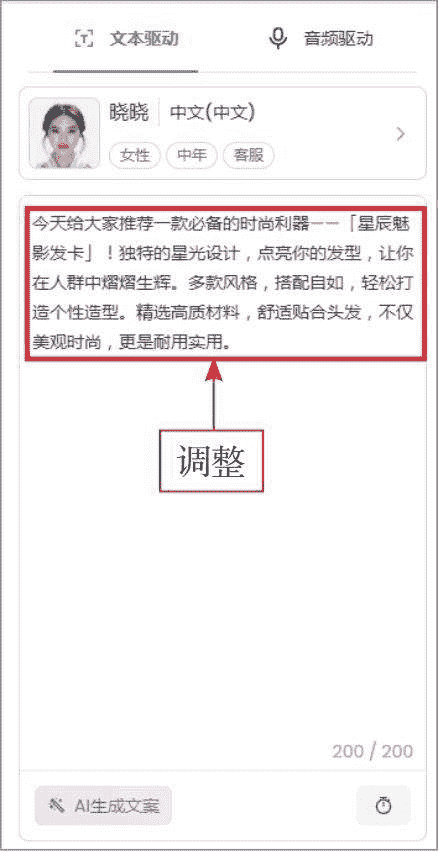 文本驱动
音频驱动
晓晓 中文(中文)
女性 中年 客服
今天给大家推荐一款必备的时尚利器——「星辰魅
影发卡」！独特的星光设计，点亮你的发型，让你
在人群中熠熠生辉。多款风格，搭配自如，轻松打
造个性造型。精选高质材料，舒适贴合头发，不仅
美观时尚，更是耐用实用。
调整
200 / 200
AI生成文案